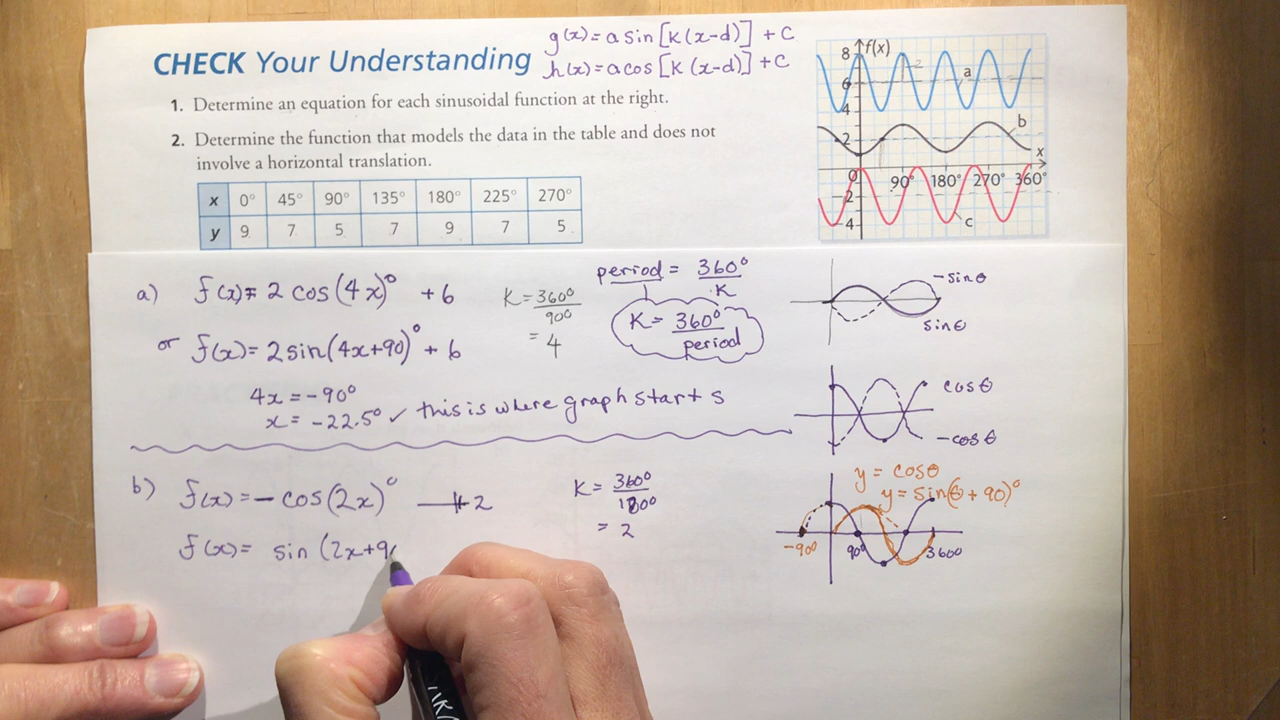 g(x) = a sin [k(x-d)] + c
CHECK Your Understanding
h(x) = a cos [k(x-d)] + c
1. Determine an equation for each sinusoidal function at the right.
2. Determine the function that models the data in the table and does not
involve a horizontal translation.
x 0° 45° 90° 135° 180° 225° 270°
y 9 7 5 7 9 7 5
8 f(x)
6 a
4
2 b
x
0 90° 180° 270° 360°
-2
-4 c
a) f(x) = 2 cos(4x)° + 6
or f(x) = 2 sin(4x+90)° + 6
4x = -90°
x = -22.5° ✓ this is where graph starts
K = 360°
90°
= 4
period = 360°
K
K = 360°
period
-sinθ
sinθ
cosθ
-cosθ
b) f(x) = - cos(2x)° + 2
f(x) = sin (2x+9
K = 360°
180°
= 2
y = cosθ
y = sin(θ + 90)°
-90° 90° 360°